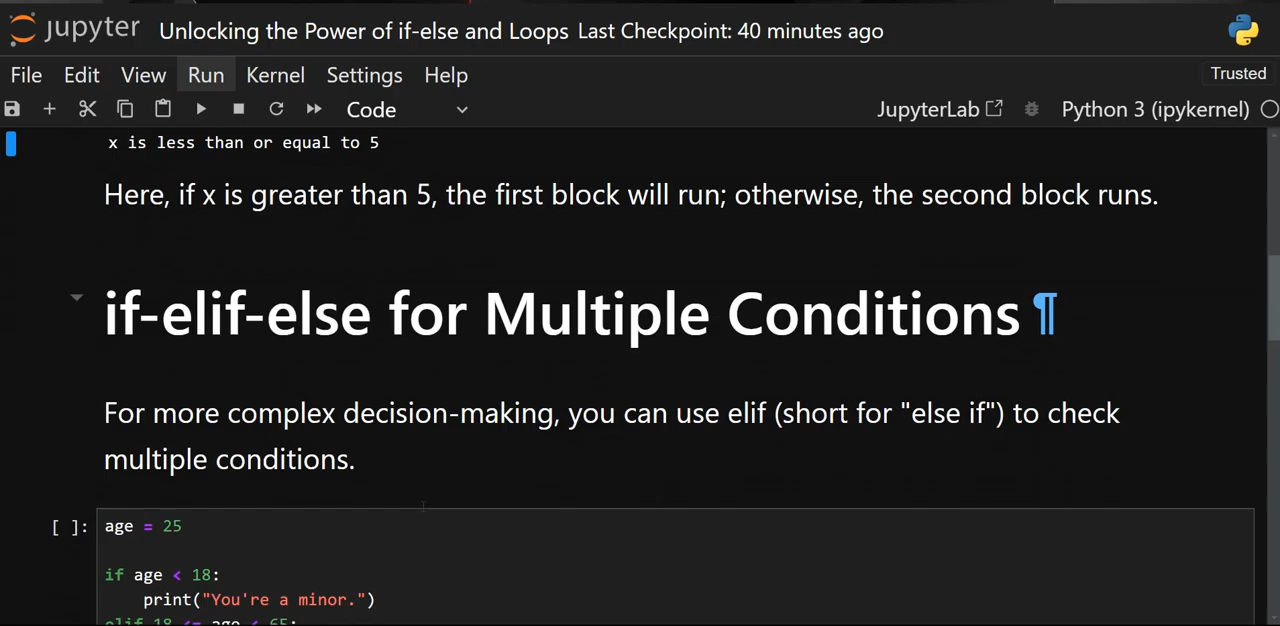 jupyter Unlocking the Power of if-else and Loops Last Checkpoint: 40 minutes ago
File Edit View Run Kernel Settings Help Trusted
Code JupyterLab Python 3 (ipykernel)
x is less than or equal to 5
Here, if x is greater than 5, the first block will run; otherwise, the second block runs.
if-elif-else for Multiple Conditions ¶
For more complex decision-making, you can use elif (short for "else if") to check
multiple conditions.
[ ]: age = 25
if age < 18:
print("You're a minor.")
elif 18 <= age < 65: